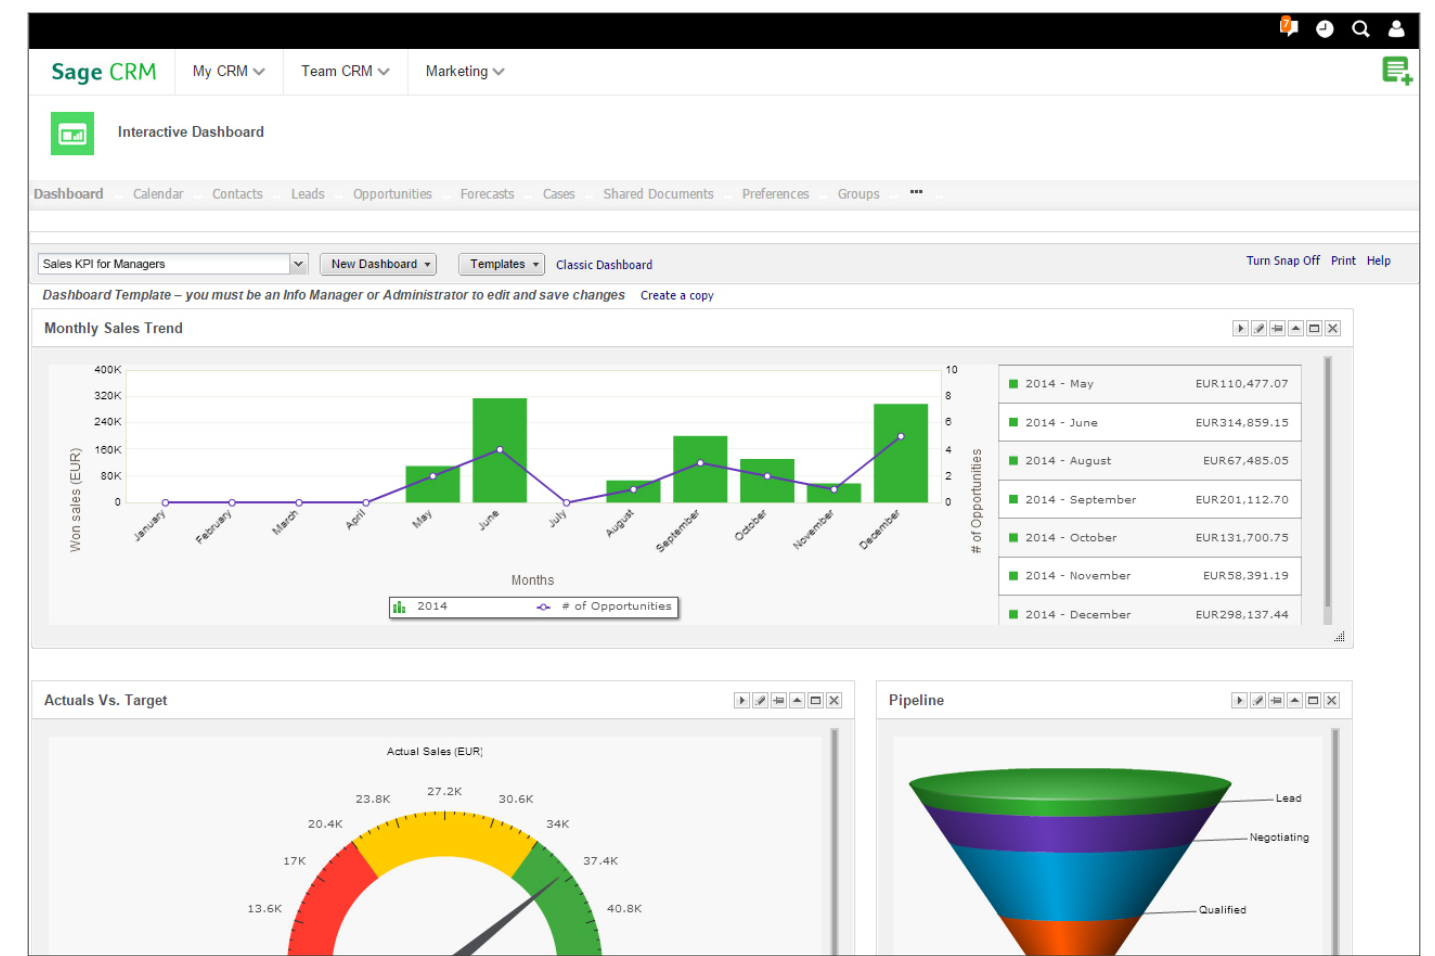 7
Sage CRM My CRM Team CRM Marketing
Interactive Dashboard
Dashboard Calendar Contacts Leads Opportunities Forecasts Cases Shared Documents Preferences Groups
Sales KPI for Managers New Dashboard Templates Classic Dashboard Turn Snap Off Print Help
Dashboard Template – you must be an Info Manager or Administrator to edit and save changes Create a copy
Monthly Sales Trend
400K
320K
240K
160K
80K
0
Won sales (EUR)
10
8
6
4
2
0
# of Opportunities
January February March April May June July August September October November December
Months
2014 # of Opportunities
2014 - May EUR110,477.07
2014 - June EUR314,859.15
2014 - August EUR67,485.05
2014 - September EUR201,112.70
2014 - October EUR131,700.75
2014 - November EUR58,391.19
2014 - December EUR298,137.44
Actuals Vs. Target
Actual Sales (EUR)
13.6K
17K
20.4K
23.8K
27.2K
30.6K
34K
37.4K
40.8K
Pipeline
Lead
Negotiating
Qualified